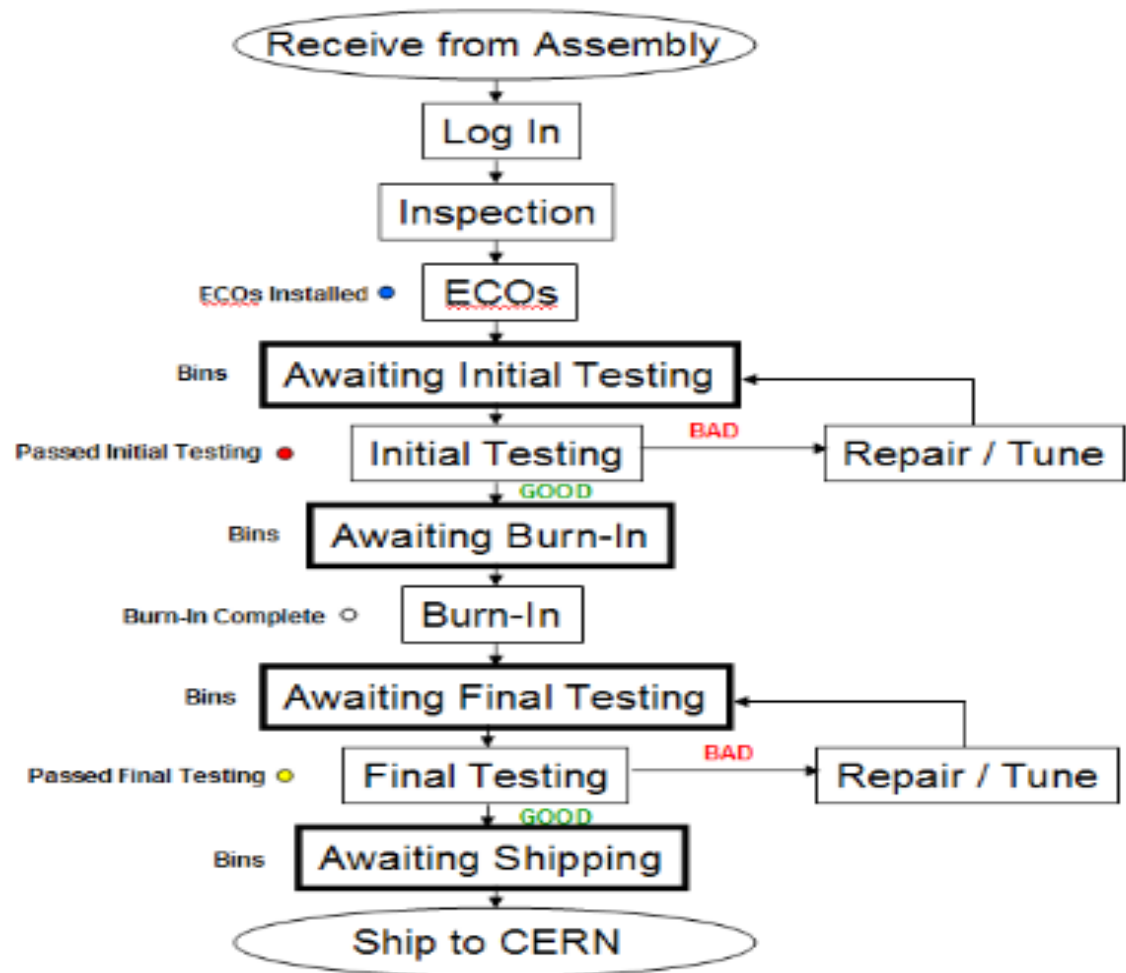 Receive from Assembly
Log In
Inspection
ECOs Installed
ECOs
Bins
Awaiting Initial Testing
Passed Initial Testing
Initial Testing
BAD
Repair / Tune
GOOD
Bins
Awaiting Burn-In
Burn-In Complete
Burn-In
Bins
Awaiting Final Testing
Passed Final Testing
Final Testing
BAD
Repair / Tune
GOOD
Bins
Awaiting Shipping
Ship to CERN